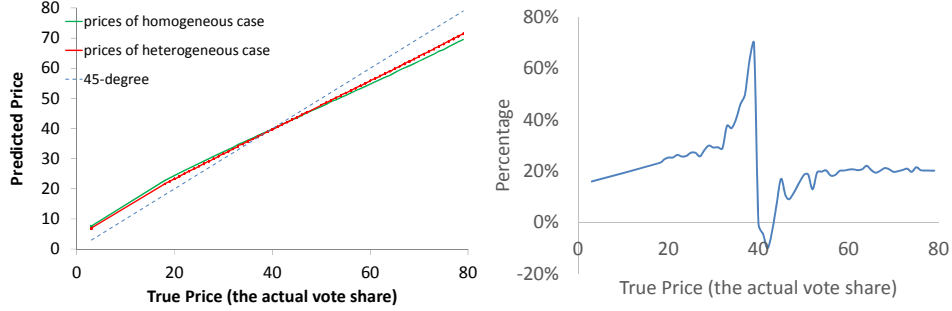 80
70
60
50
40
30
20
10
0
Predicted Price
prices of homogeneous case
prices of heterogeneous case
45-degree
0 20 40 60 80
True Price (the actual vote share)
80%
60%
40%
20%
0%
-20%
Percentage
0 20 40 60 80
True Price (the actual vote share)